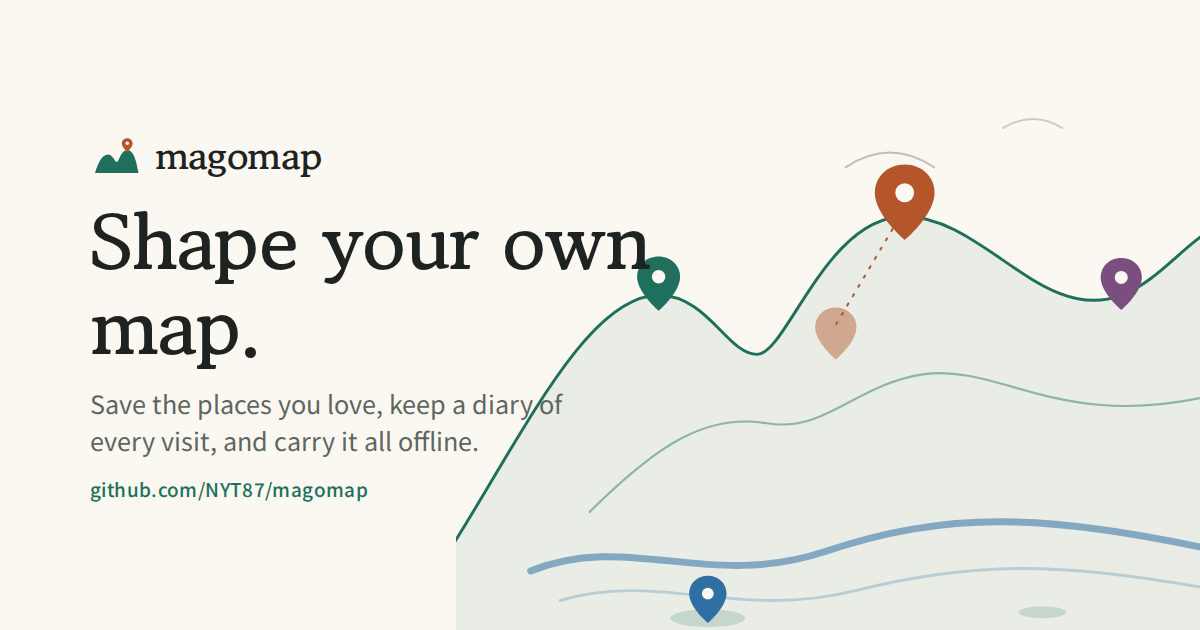 magomap
Shape your own
map.
Save the places you love, keep a diary of
every visit, and carry it all offline.
github.com/NYT87/magomap